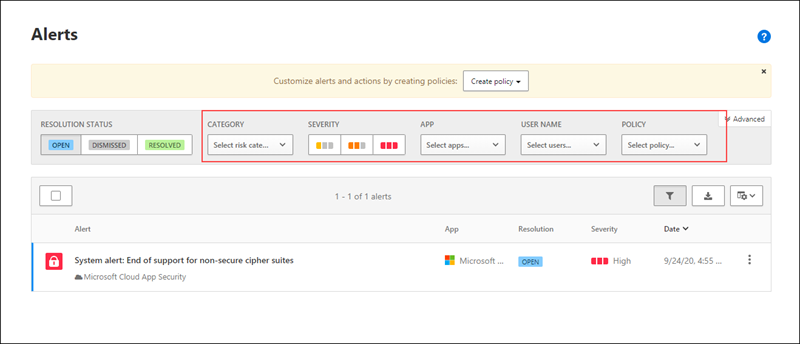 Alerts
?
Customize alerts and actions by creating policies: Create policy
Advanced
RESOLUTION STATUS CATEGORY SEVERITY APP USER NAME POLICY
OPEN DISMISSED RESOLVED Select risk cate... Select apps... Select users... Select policy...
1 - 1 of 1 alerts
Alert App Resolution Severity Date
System alert: End of support for non-secure cipher suites Microsoft ... OPEN High 9/24/20, 4:55 ...
Microsoft Cloud App Security